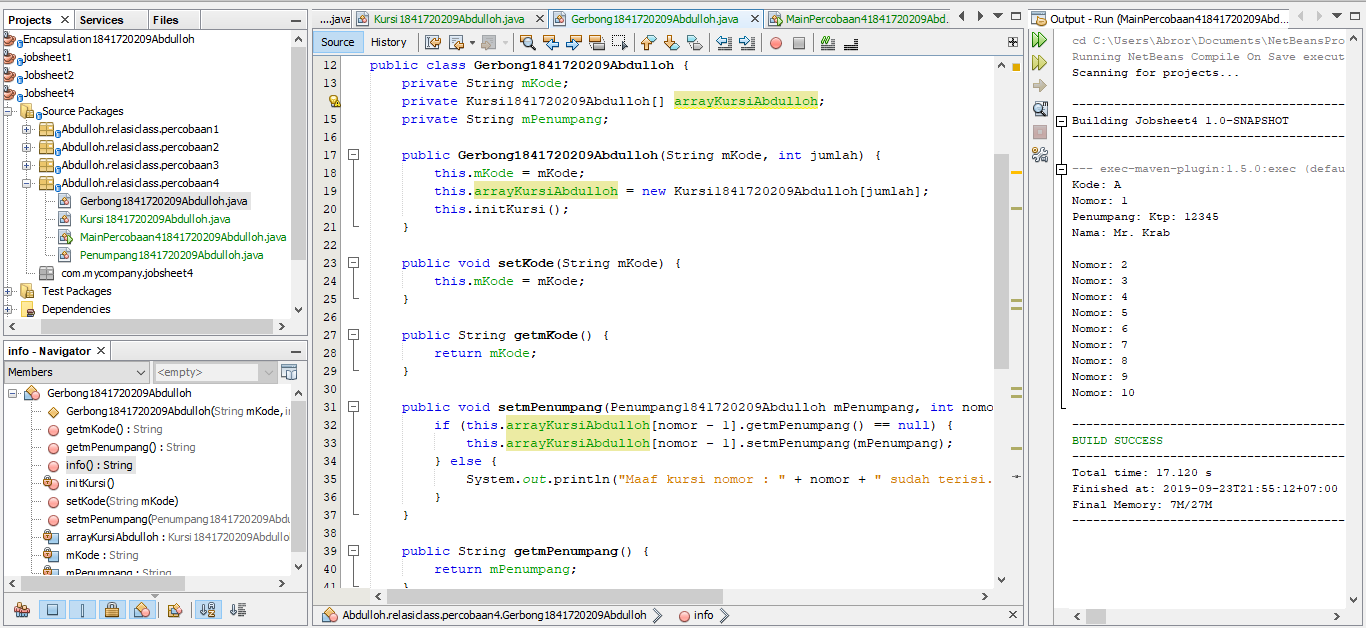 Projects
Services
Files
Encapsulation1841720209Abdulloh
jobsheet1
Jobsheet2
Jobsheet4
Source Packages
Abdulloh.relasiclass.percobaan1
Abdulloh.relasiclass.percobaan2
Abdulloh.relasiclass.percobaan3
Abdulloh.relasiclass.percobaan4
Gerbong1841720209Abdulloh.java
Kursi1841720209Abdulloh.java
MainPercobaan41841720209Abdulloh.java
Penumpang1841720209Abdulloh.java
com.mycompany.jobsheet4
Test Packages
Dependencies
info - Navigator
Members
<empty>
Gerbong1841720209Abdulloh
Gerbong1841720209Abdulloh(String mKode, in
getmKode() : String
getmPenumpang() : String
info() : String
initKursi()
setKode(String mKode)
setmPenumpang(Penumpang1841720209Abdu
arrayKursiAbdulloh : Kursi1841720209Abdullo
mKode : String
mPenumpang : String
....java
Kursi1841720209Abdulloh.java
Gerbong1841720209Abdulloh.java
MainPercobaan41841720209Abd...
Source
History
12 public class Gerbong1841720209Abdulloh {
13 private String mKode;
private Kursi1841720209Abdulloh[] arrayKursiAbdulloh;
15 private String mPenumpang;
16
17 public Gerbong1841720209Abdulloh(String mKode, int jumlah) {
18 this.mKode = mKode;
19 this.arrayKursiAbdulloh = new Kursi1841720209Abdulloh[jumlah];
20 this.initKursi();
21 }
22
23 public void setKode(String mKode) {
24 this.mKode = mKode;
25 }
26
27 public String getmKode() {
28 return mKode;
29 }
30
31 public void setmPenumpang(Penumpang1841720209Abdulloh mPenumpang, int nomo
32 if (this.arrayKursiAbdulloh[nomor - 1].getmPenumpang() == null) {
33 this.arrayKursiAbdulloh[nomor - 1].setmPenumpang(mPenumpang);
34 } else {
35 System.out.println("Maaf kursi nomor : " + nomor + " sudah terisi.
36 }
37 }
38
39 public String getmPenumpang() {
40 return mPenumpang;
41 }
Abdulloh.relasiclass.percobaan4.Gerbong1841720209Abdulloh
info
Output - Run (MainPercobaan41841720209Abd...
cd C:\Users\Abror\Documents\NetBeansPro
Running NetBeans Compile On Save execut
Scanning for projects...
------------------------------------
Building Jobsheet4 1.0-SNAPSHOT
------------------------------------
--- exec-maven-plugin:1.5.0:exec (defau
Kode: A
Nomor: 1
Penumpang: Ktp: 12345
Nama: Mr. Krab
Nomor: 2
Nomor: 3
Nomor: 4
Nomor: 5
Nomor: 6
Nomor: 7
Nomor: 8
Nomor: 9
Nomor: 10
------------------------------------
BUILD SUCCESS
------------------------------------
Total time: 17.120 s
Finished at: 2019-09-23T21:55:12+07:00
Final Memory: 7M/27M
------------------------------------